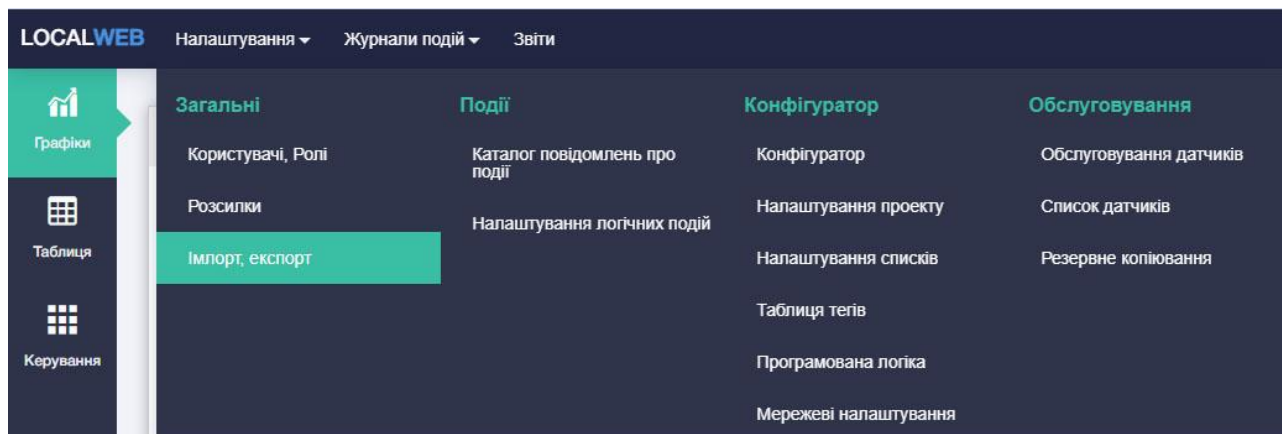 LOCALWEB Налаштування Журнали подій Звіти
Графіки
Таблиця
Керування
Загальні
Користувачі, Ролі
Розсилки
Імпорт, експорт
Події
Каталог повідомлень про
події
Налаштування логічних подій
Конфігуратор
Конфігуратор
Налаштування проекту
Налаштування списків
Таблиця тегів
Програмована логіка
Мережеві налаштування
Обслуговування
Обслуговування датчиків
Список датчиків
Резервне копіювання